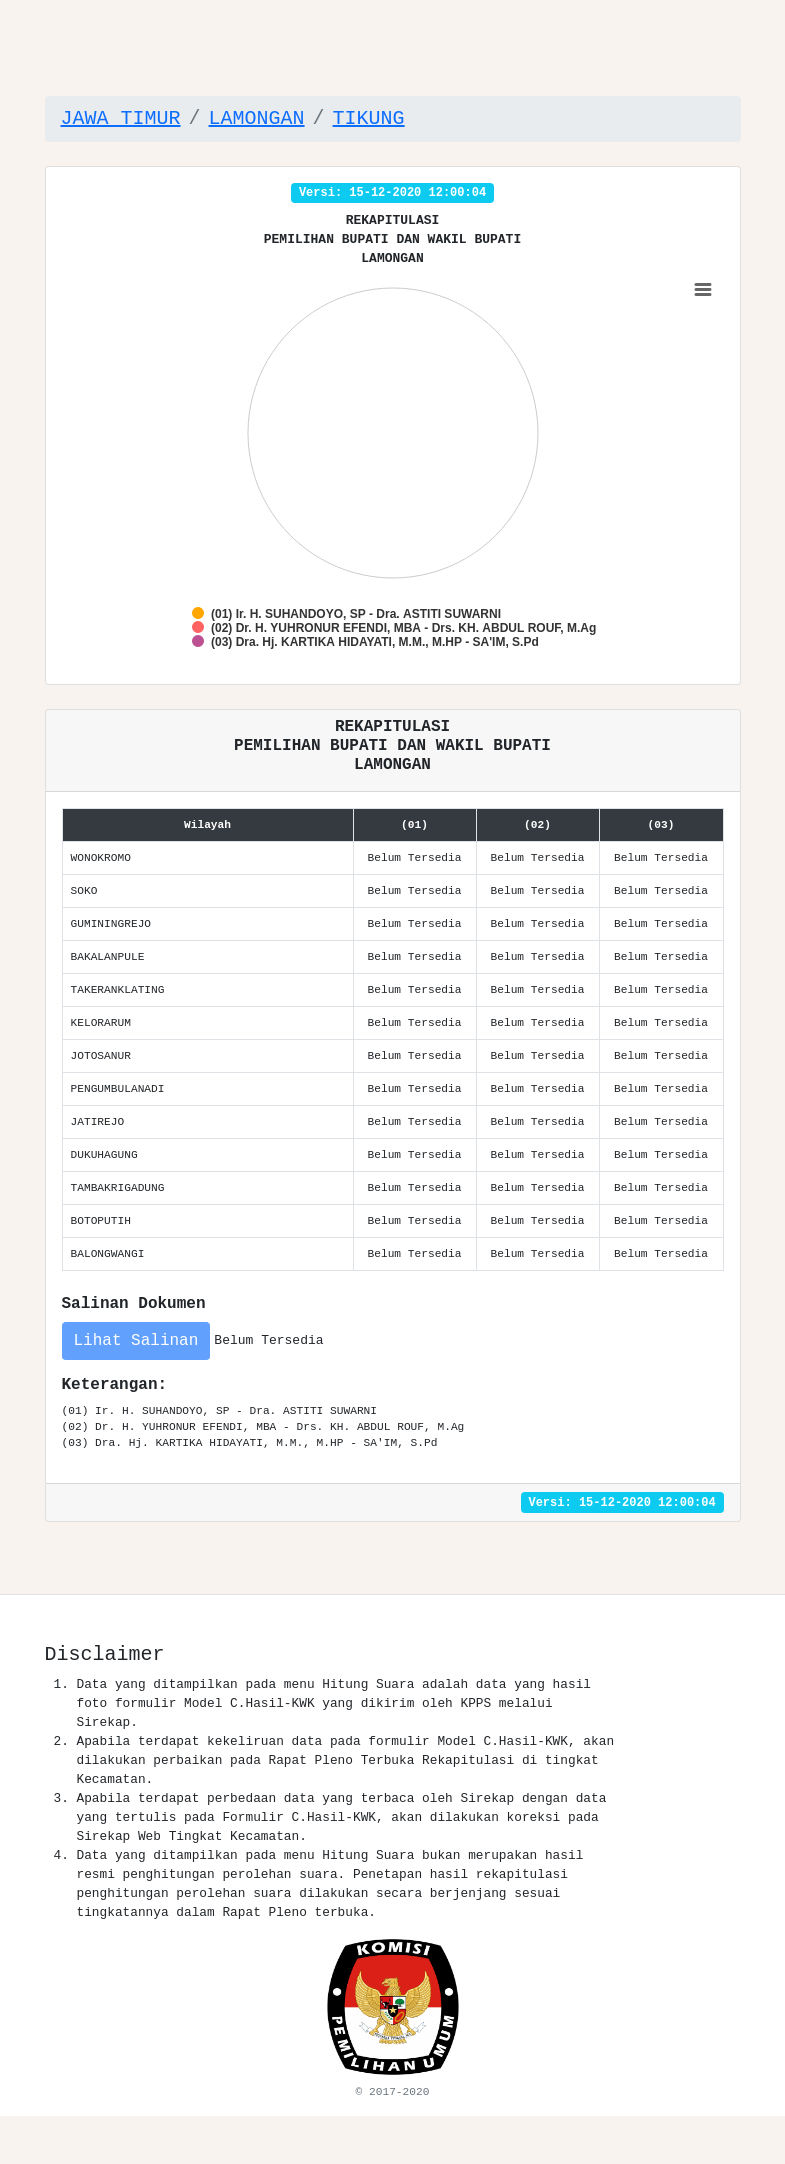 JAWA TIMUR / LAMONGAN / TIKUNG
Versi: 15-12-2020 12:00:04
REKAPITULASI
PEMILIHAN BUPATI DAN WAKIL BUPATI
LAMONGAN
(01) Ir. H. SUHANDOYO, SP - Dra. ASTITI SUWARNI
(02) Dr. H. YUHRONUR EFENDI, MBA - Drs. KH. ABDUL ROUF, M.Ag
(03) Dra. Hj. KARTIKA HIDAYATI, M.M., M.HP - SA'IM, S.Pd
REKAPITULASI
PEMILIHAN BUPATI DAN WAKIL BUPATI
LAMONGAN
Wilayah (01) (02) (03)
WONOKROMO Belum Tersedia Belum Tersedia Belum Tersedia
SOKO Belum Tersedia Belum Tersedia Belum Tersedia
GUMININGREJO Belum Tersedia Belum Tersedia Belum Tersedia
BAKALANPULE Belum Tersedia Belum Tersedia Belum Tersedia
TAKERANKLATING Belum Tersedia Belum Tersedia Belum Tersedia
KELORARUM Belum Tersedia Belum Tersedia Belum Tersedia
JOTOSANUR Belum Tersedia Belum Tersedia Belum Tersedia
PENGUMBULANADI Belum Tersedia Belum Tersedia Belum Tersedia
JATIREJO Belum Tersedia Belum Tersedia Belum Tersedia
DUKUHAGUNG Belum Tersedia Belum Tersedia Belum Tersedia
TAMBAKRIGADUNG Belum Tersedia Belum Tersedia Belum Tersedia
BOTOPUTIH Belum Tersedia Belum Tersedia Belum Tersedia
BALONGWANGI Belum Tersedia Belum Tersedia Belum Tersedia
Salinan Dokumen
Lihat Salinan Belum Tersedia
Keterangan:
(01) Ir. H. SUHANDOYO, SP - Dra. ASTITI SUWARNI
(02) Dr. H. YUHRONUR EFENDI, MBA - Drs. KH. ABDUL ROUF, M.Ag
(03) Dra. Hj. KARTIKA HIDAYATI, M.M., M.HP - SA'IM, S.Pd
Versi: 15-12-2020 12:00:04
Disclaimer
1. Data yang ditampilkan pada menu Hitung Suara adalah data yang hasil
foto formulir Model C.Hasil-KWK yang dikirim oleh KPPS melalui
Sirekap.
2. Apabila terdapat kekeliruan data pada formulir Model C.Hasil-KWK, akan
dilakukan perbaikan pada Rapat Pleno Terbuka Rekapitulasi di tingkat
Kecamatan.
3. Apabila terdapat perbedaan data yang terbaca oleh Sirekap dengan data
yang tertulis pada Formulir C.Hasil-KWK, akan dilakukan koreksi pada
Sirekap Web Tingkat Kecamatan.
4. Data yang ditampilkan pada menu Hitung Suara bukan merupakan hasil
resmi penghitungan perolehan suara. Penetapan hasil rekapitulasi
penghitungan perolehan suara dilakukan secara berjenjang sesuai
tingkatannya dalam Rapat Pleno terbuka.
KOMISI
PEMILIHAN UMUM
© 2017-2020